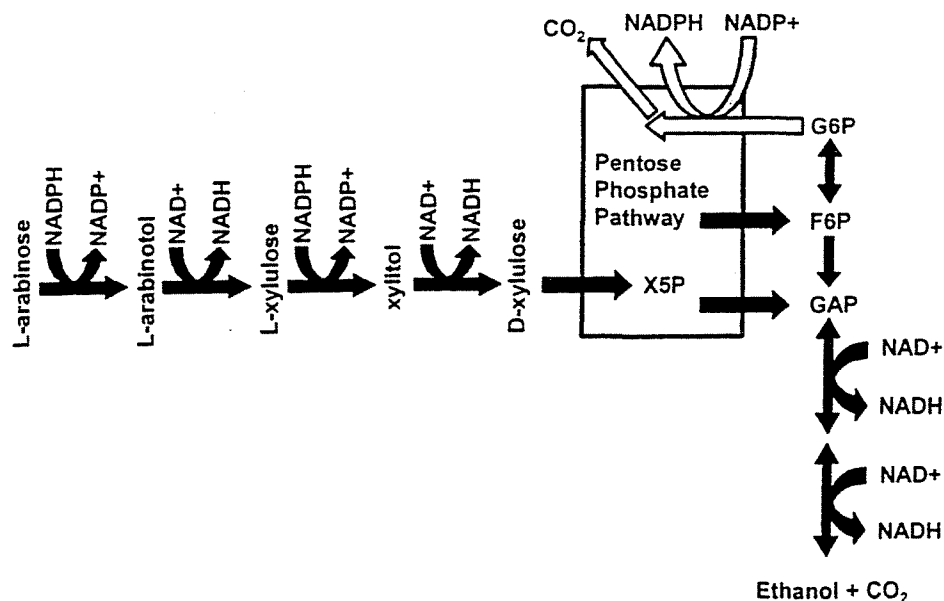 CO₂
NADPH
NADP+
G6P
Pentose
Phosphate
Pathway
F6P
X5P
GAP
L-arabinose
NADPH
NADP+
L-arabinotol
NAD+
NADH
L-xylulose
NADPH
NADP+
xylitol
NAD+
NADH
D-xylulose
NAD+
NADH
NAD+
NADH
Ethanol + CO₂